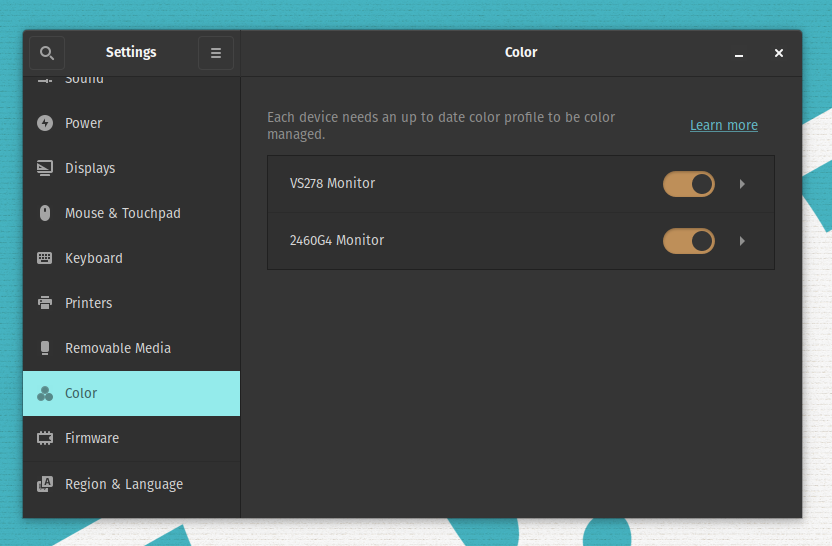 Settings
Color
Sound
Power
Displays
Mouse & Touchpad
Keyboard
Printers
Removable Media
Color
Firmware
Region & Language
Each device needs an up to date color profile to be color
managed.
Learn more
VS278 Monitor
2460G4 Monitor